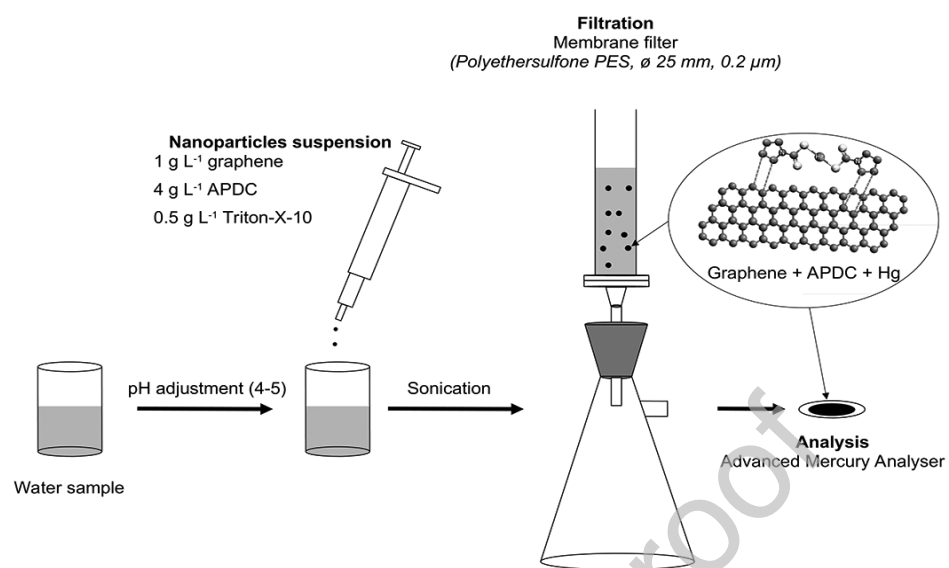 Filtration
Membrane filter
(Polyethersulfone PES, ø 25 mm, 0.2 µm)
Nanoparticles suspension
1 g L⁻¹ graphene
4 g L⁻¹ APDC
0.5 g L⁻¹ Triton-X-10
Graphene + APDC + Hg
pH adjustment (4-5)
Sonication
Water sample
Analysis
Advanced Mercury Analyser
roof